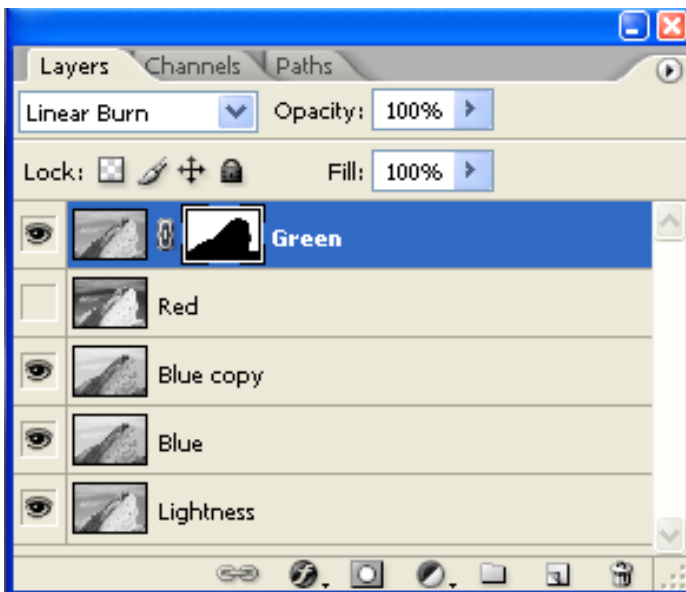 Layers Channels Paths
Linear Burn Opacity: 100%
Lock: Fill: 100%
Green
Red
Blue copy
Blue
Lightness